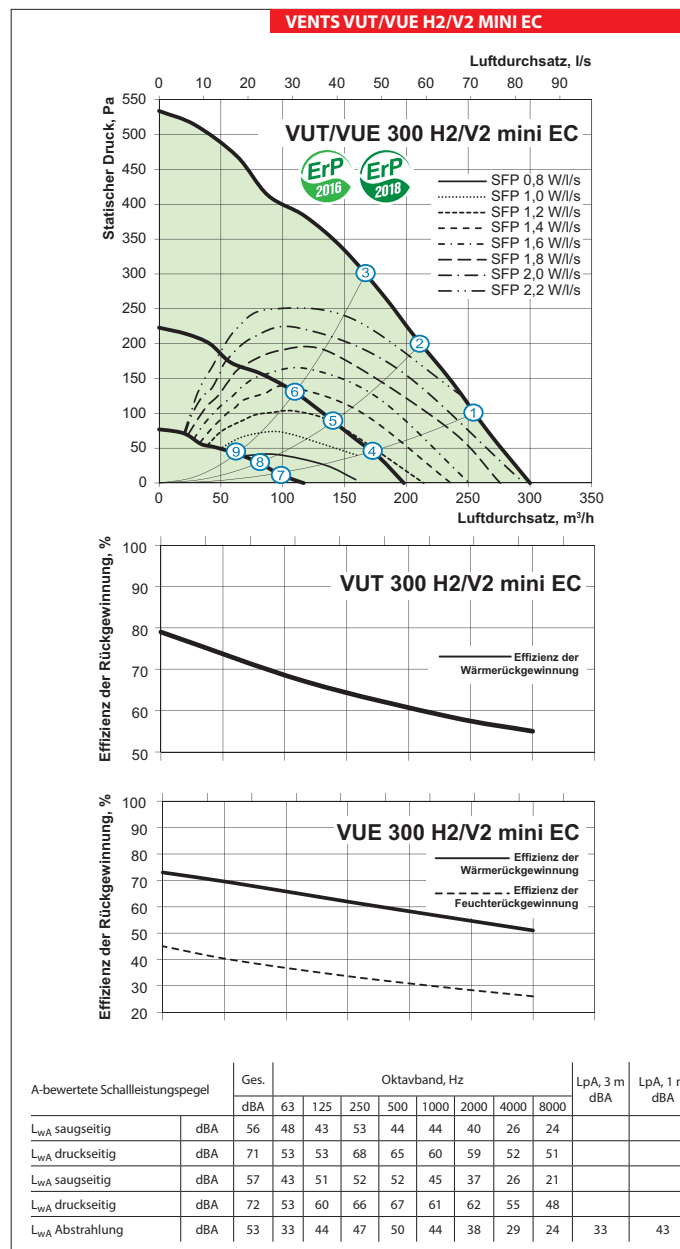 VENTS VUT/VUE H2/V2 MINI EC
Luftdurchsatz, l/s
0 10 20 30 40 50 60 70 80 90
Statischer Druck, Pa
550
500
450
400
350
300
250
200
150
100
50
0
VUT/VUE 300 H2/V2 mini EC
ErP 2016
ErP 2018
SFP 0,8 W/l/s
SFP 1,0 W/l/s
SFP 1,2 W/l/s
SFP 1,4 W/l/s
SFP 1,6 W/l/s
SFP 1,8 W/l/s
SFP 2,0 W/l/s
SFP 2,2 W/l/s
3
2
1
6
5
4
9
8
7
0 50 100 150 200 250 300 350
Luftdurchsatz, m³/h
Effizienz der Rückgewinnung, %
100
90
80
70
60
50
VUT 300 H2/V2 mini EC
Effizienz der
Wärmerückgewinnung
Effizienz der Rückgewinnung, %
100
90
80
70
60
50
40
30
20
VUE 300 H2/V2 mini EC
Effizienz der
Wärmerückgewinnung
Effizienz der
Feuchterückgewinnung
A-bewertete Schallleistungspegel Ges. Oktavband, Hz LpA, 3 m dBA LpA, 1 m dBA
dBA 63 125 250 500 1000 2000 4000 8000
LwA saugseitig dBA 56 48 43 53 44 44 40 26 24
LwA druckseitig dBA 71 53 53 68 65 60 59 52 51
LwA saugseitig dBA 57 43 51 52 52 45 37 26 21
LwA druckseitig dBA 72 53 60 66 67 61 62 55 48
LwA Abstrahlung dBA 53 33 44 47 50 44 38 29 24 33 43